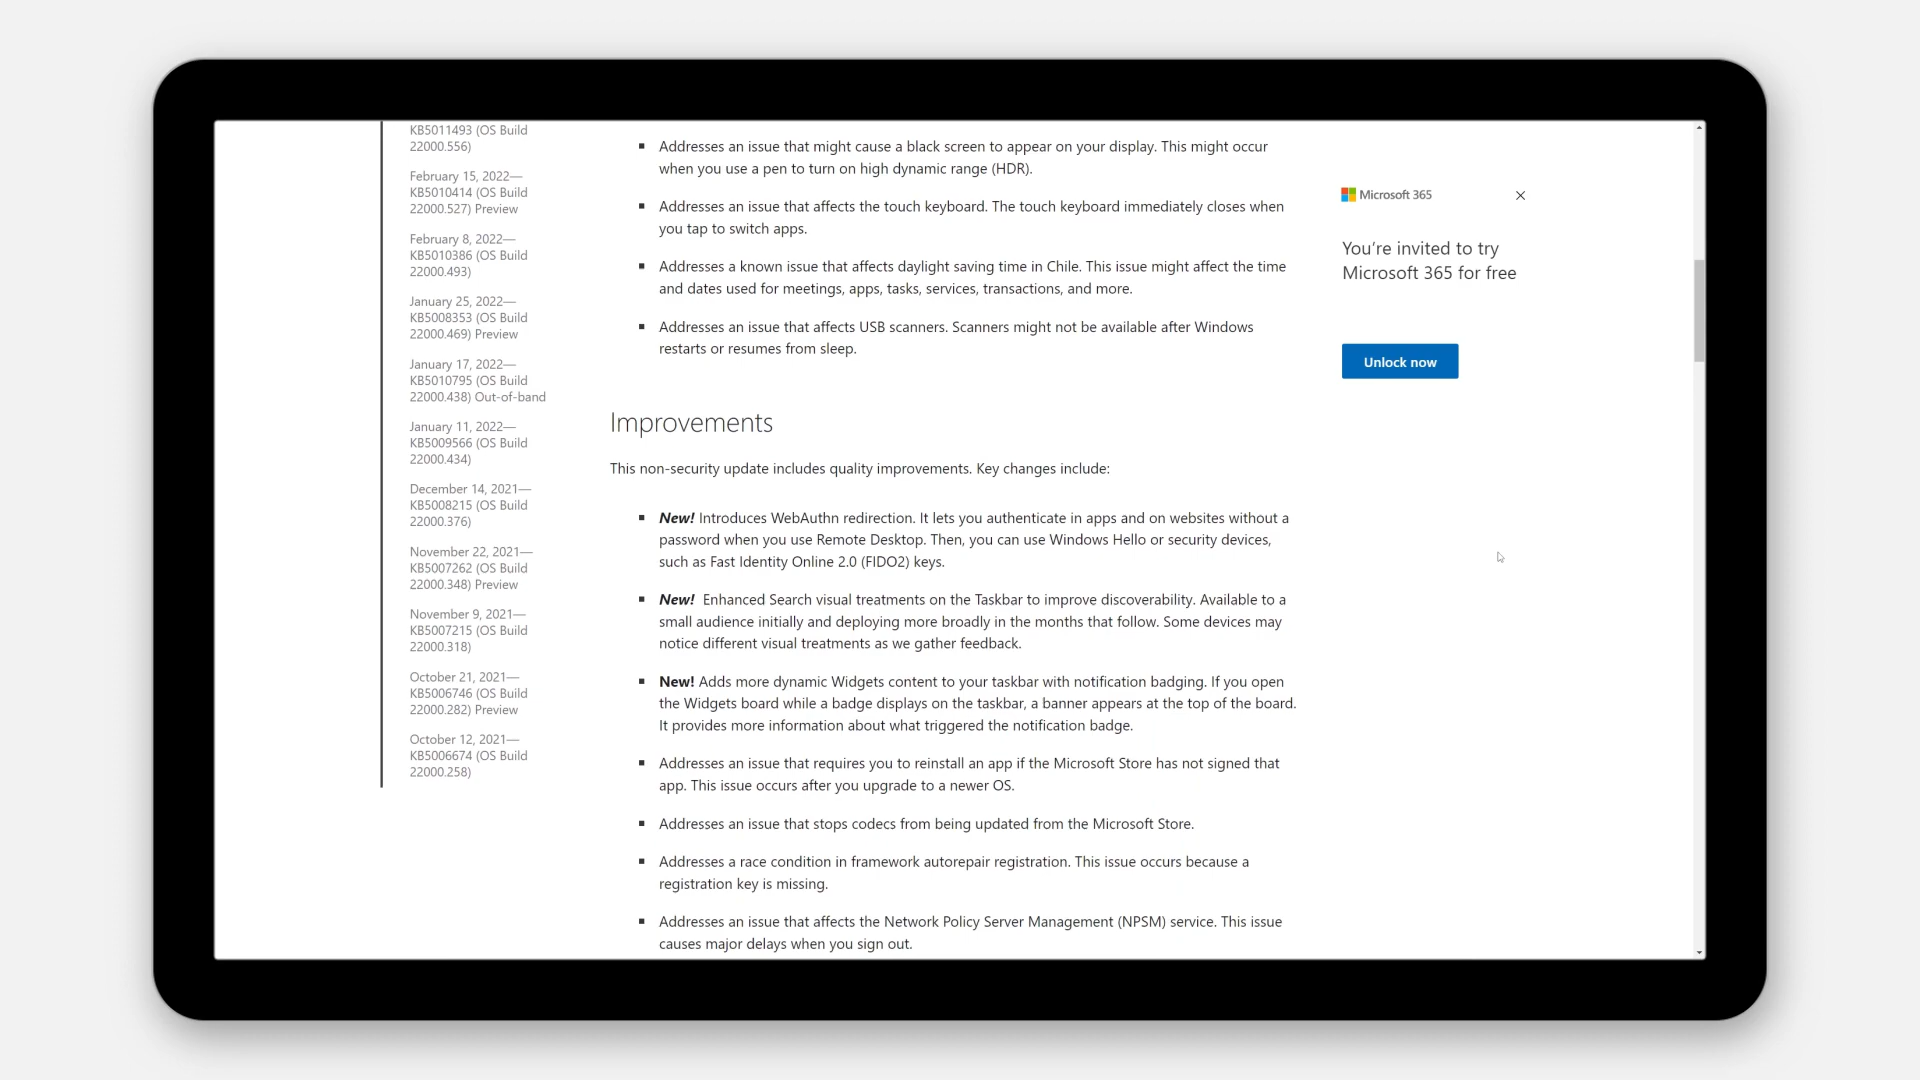 KB5011493 (OS Build
22000.556)
February 15, 2022—
KB5010414 (OS Build
22000.527) Preview
February 8, 2022—
KB5010386 (OS Build
22000.493)
January 25, 2022—
KB5008353 (OS Build
22000.469) Preview
January 17, 2022—
KB5010795 (OS Build
22000.438) Out-of-band
January 11, 2022—
KB5009566 (OS Build
22000.434)
December 14, 2021—
KB5008215 (OS Build
22000.376)
November 22, 2021—
KB5007262 (OS Build
22000.348) Preview
November 9, 2021—
KB5007215 (OS Build
22000.318)
October 21, 2021—
KB5006746 (OS Build
22000.282) Preview
October 12, 2021—
KB5006674 (OS Build
22000.258)
Addresses an issue that might cause a black screen to appear on your display. This might occur
when you use a pen to turn on high dynamic range (HDR).
Addresses an issue that affects the touch keyboard. The touch keyboard immediately closes when
you tap to switch apps.
Addresses a known issue that affects daylight saving time in Chile. This issue might affect the time
and dates used for meetings, apps, tasks, services, transactions, and more.
Addresses an issue that affects USB scanners. Scanners might not be available after Windows
restarts or resumes from sleep.
Improvements
This non-security update includes quality improvements. Key changes include:
New! Introduces WebAuthn redirection. It lets you authenticate in apps and on websites without a
password when you use Remote Desktop. Then, you can use Windows Hello or security devices,
such as Fast Identity Online 2.0 (FIDO2) keys.
New! Enhanced Search visual treatments on the Taskbar to improve discoverability. Available to a
small audience initially and deploying more broadly in the months that follow. Some devices may
notice different visual treatments as we gather feedback.
New! Adds more dynamic Widgets content to your taskbar with notification badging. If you open
the Widgets board while a badge displays on the taskbar, a banner appears at the top of the board.
It provides more information about what triggered the notification badge.
Addresses an issue that requires you to reinstall an app if the Microsoft Store has not signed that
app. This issue occurs after you upgrade to a newer OS.
Addresses an issue that stops codecs from being updated from the Microsoft Store.
Addresses a race condition in framework autorepair registration. This issue occurs because a
registration key is missing.
Addresses an issue that affects the Network Policy Server Management (NPSM) service. This issue
causes major delays when you sign out.
Microsoft 365
You’re invited to try
Microsoft 365 for free
Unlock now